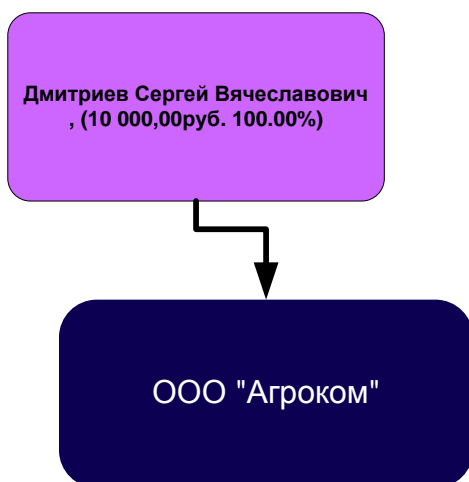 Дмитриев Сергей Вячеславович
, (10 000,00руб. 100.00%)
ООО "Агроком"